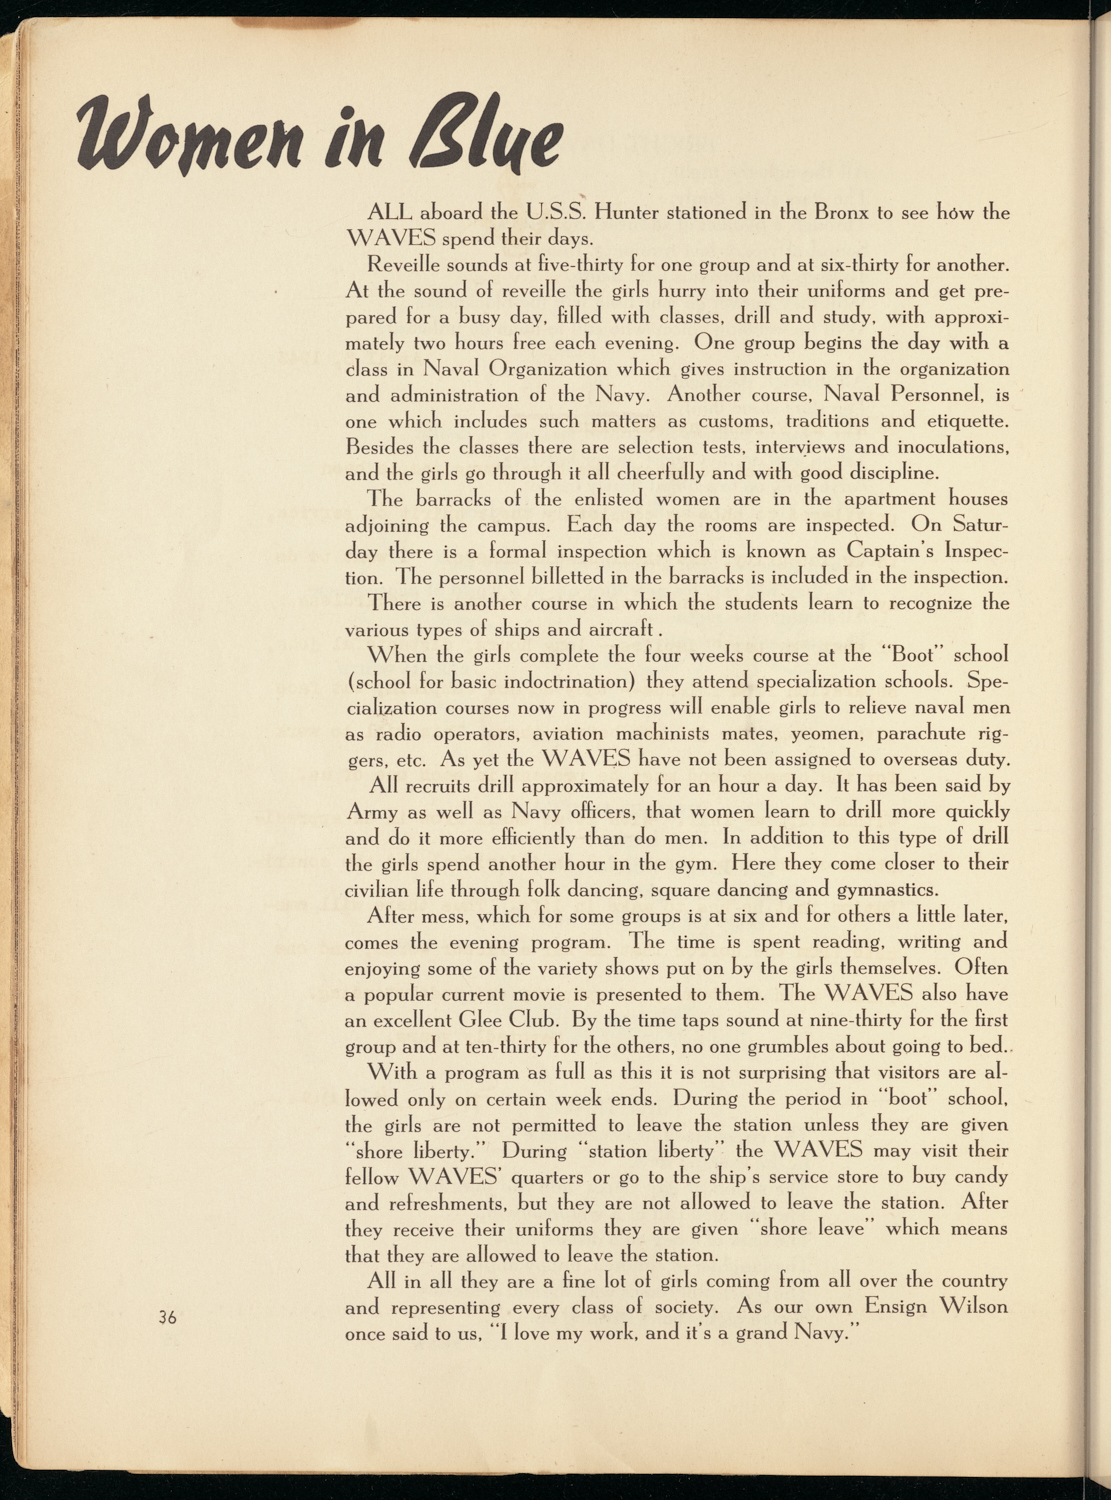 Women in Blue
ALL aboard the U.S.S. Hunter stationed in the Bronx to see how the
WAVES spend their days.
Reveille sounds at five-thirty for one group and at six-thirty for another.
At the sound of reveille the girls hurry into their uniforms and get pre-
pared for a busy day, filled with classes, drill and study, with approxi-
mately two hours free each evening. One group begins the day with a
class in Naval Organization which gives instruction in the organization
and administration of the Navy. Another course, Naval Personnel, is
one which includes such matters as customs, traditions and etiquette.
Besides the classes there are selection tests, interviews and inoculations,
and the girls go through it all cheerfully and with good discipline.
The barracks of the enlisted women are in the apartment houses
adjoining the campus. Each day the rooms are inspected. On Satur-
day there is a formal inspection which is known as Captain's Inspec-
tion. The personnel billetted in the barracks is included in the inspection.
There is another course in which the students learn to recognize the
various types of ships and aircraft .
When the girls complete the four weeks course at the "Boot" school
(school for basic indoctrination) they attend specialization schools. Spe-
cialization courses now in progress will enable girls to relieve naval men
as radio operators, aviation machinists mates, yeomen, parachute rig-
gers, etc. As yet the WAVES have not been assigned to overseas duty.
All recruits drill approximately for an hour a day. It has been said by
Army as well as Navy officers, that women learn to drill more quickly
and do it more efficiently than do men. In addition to this type of drill
the girls spend another hour in the gym. Here they come closer to their
civilian life through folk dancing, square dancing and gymnastics.
After mess, which for some groups is at six and for others a little later,
comes the evening program. The time is spent reading, writing and
enjoying some of the variety shows put on by the girls themselves. Often
a popular current movie is presented to them. The WAVES also have
an excellent Glee Club. By the time taps sound at nine-thirty for the first
group and at ten-thirty for the others, no one grumbles about going to bed..
With a program as full as this it is not surprising that visitors are al-
lowed only on certain week ends. During the period in "boot" school,
the girls are not permitted to leave the station unless they are given
"shore liberty." During "station liberty" the WAVES may visit their
fellow WAVES' quarters or go to the ship's service store to buy candy
and refreshments, but they are not allowed to leave the station. After
they receive their uniforms they are given "shore leave" which means
that they are allowed to leave the station.
All in all they are a fine lot of girls coming from all over the country
and representing every class of society. As our own Ensign Wilson
once said to us, "I love my work, and it's a grand Navy."
36